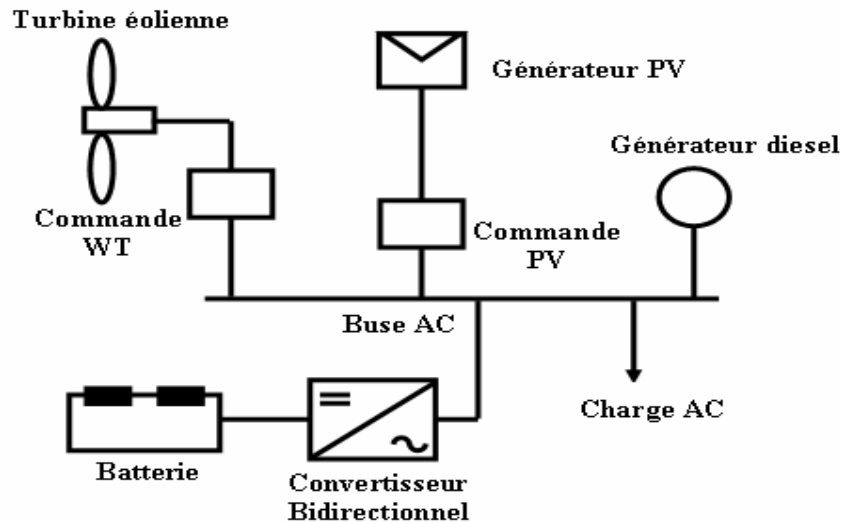 Turbine éolienne
Générateur PV
Générateur diesel
Commande
WT
Commande
PV
Buse AC
Charge AC
Batterie
Convertisseur
Bidirectionnel